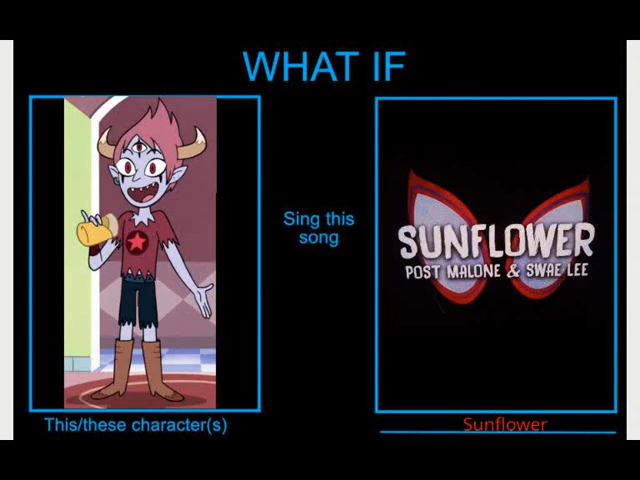 WHAT IF
Sing this
song
SUNFLOWER
POST MALONE & SWAE LEE
This/these character(s)
Sunflower